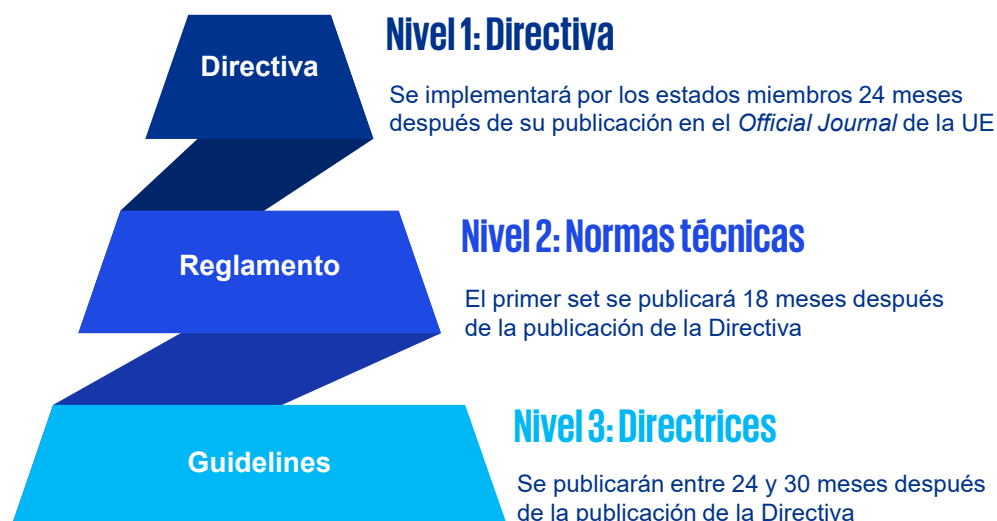 Nivel 1: Directiva
Directiva
Se implementará por los estados miembros 24 meses
después de su publicación en el Official Journal de la UE
Nivel 2: Normas técnicas
Reglamento
El primer set se publicará 18 meses después
de la publicación de la Directiva
Nivel 3: Directrices
Guidelines
Se publicarán entre 24 y 30 meses después
de la publicación de la Directiva